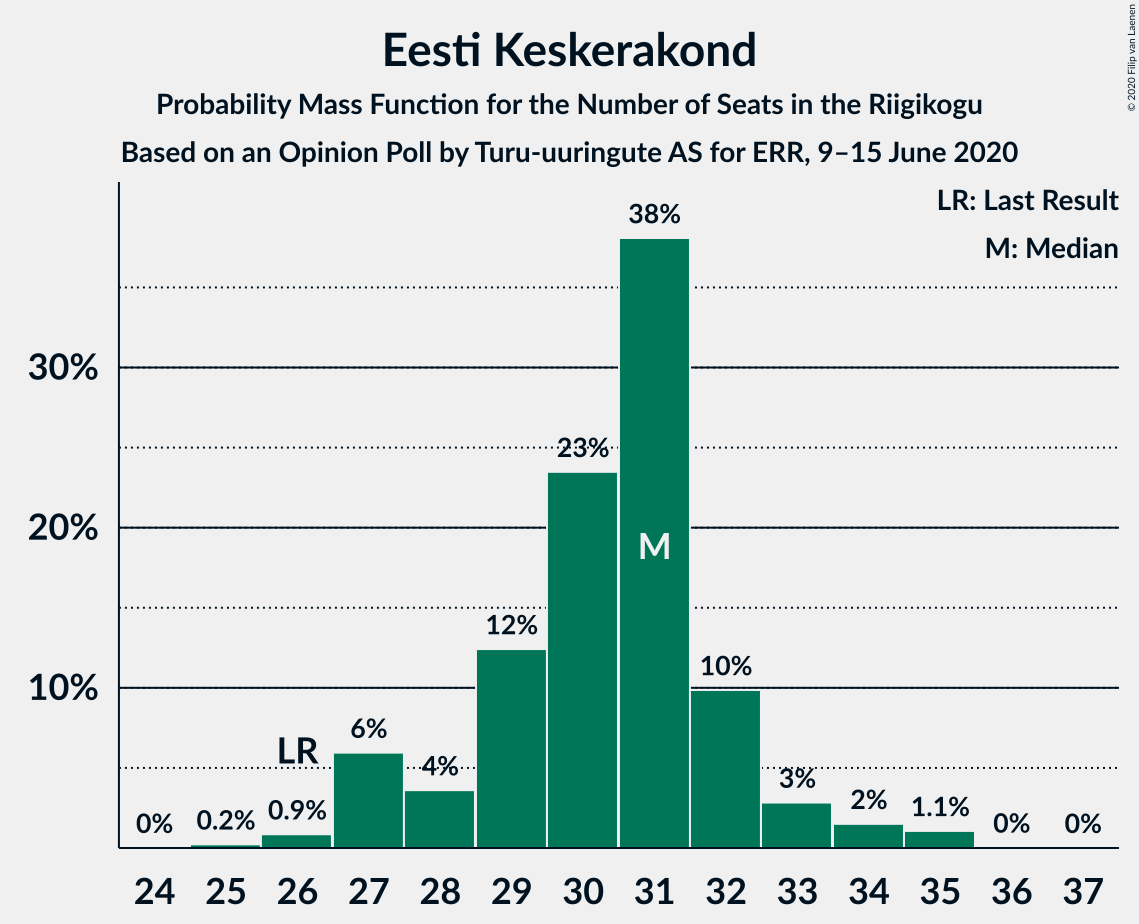 Eesti Keskerakond
Probability Mass Function for the Number of Seats in the Riigikogu
Based on an Opinion Poll by Turu-uuringute AS for ERR, 9–15 June 2020
© 2020 Filip van Laenen
LR: Last Result
M: Median
38%
30%
23%
20%
M
12%
10%
10%
6%
LR
4%
3%
2%
1.1%
0.9%
0.2%
0%
0%
0%
24 25 26 27 28 29 30 31 32 33 34 35 36 37